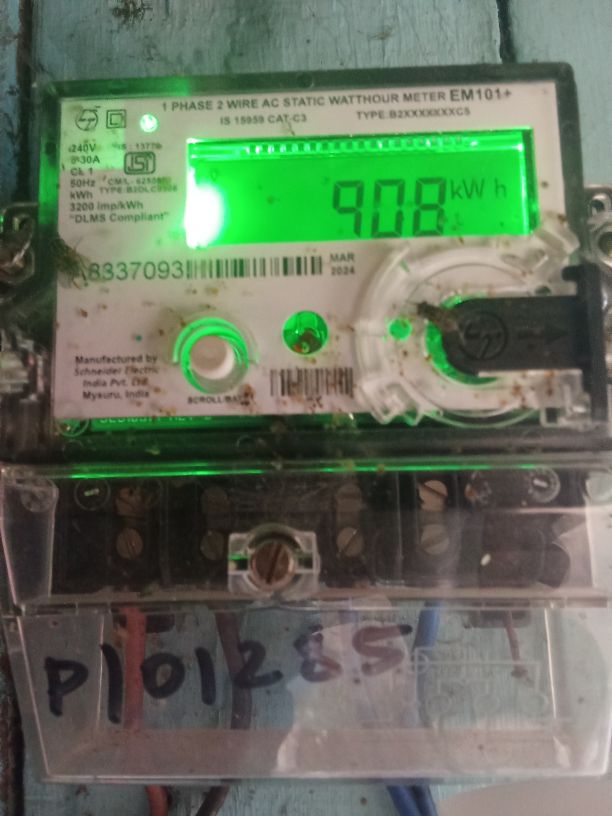 1 PHASE 2 WIRE AC STATIC WATTHOUR METER EM101+
IS 15959 CAT-C3 TYPE:B2XXXXXXXC5
240V
5-30A
CL 1
50Hz
kWh
3200 imp/kWh
"DLMS Compliant"
908 kW h
8337093
MAR
2024
Manufactured by
Schneider Electric
India Pvt. Ltd.
Mysuru, India
P101285